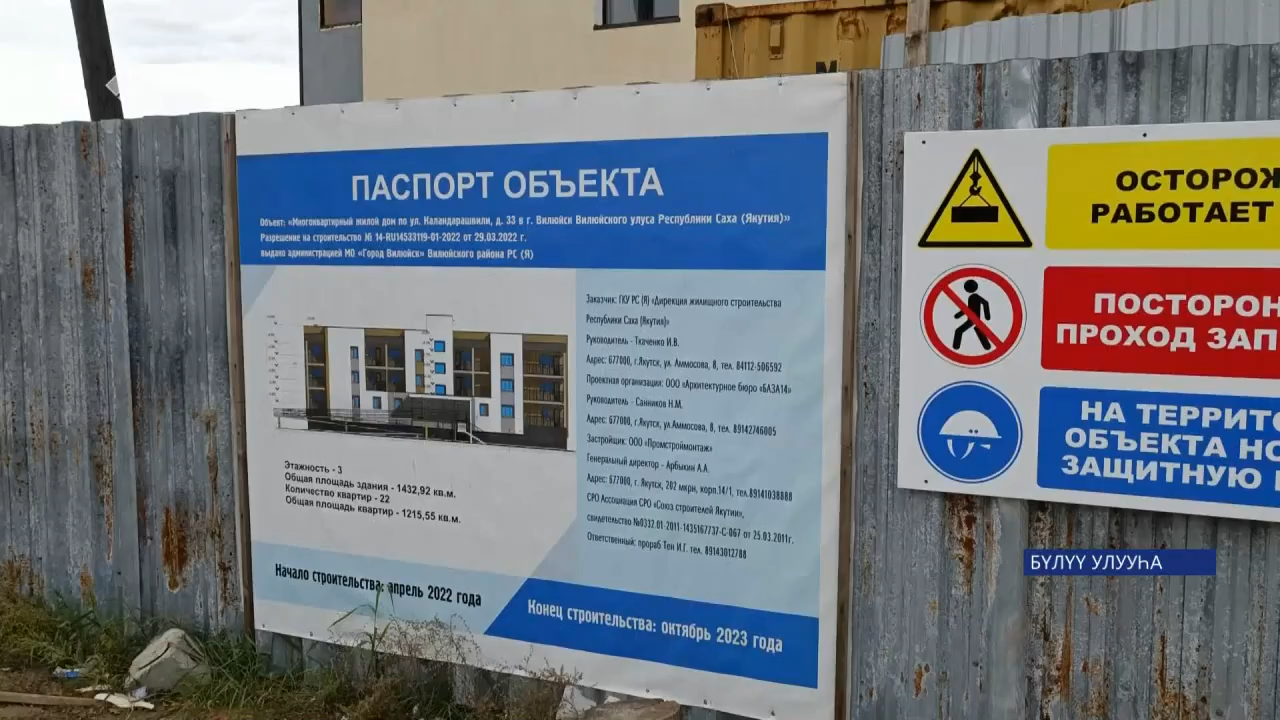 ПАСПОРТ ОБЪЕКТА
Объект: «Многоквартирный жилой дом по ул. Каландарашвили, д. 33 в г. Вилюйск Вилюйского улуса Республики Саха (Якутия)»
Разрешение на строительство № 14-RU14533119-01-2022 от 29.03.2022 г.
выдано администрацией МО «Город Вилюйск» Вилюйского района РС (Я)
Заказчик: ГКУ РС (Я) «Дирекция жилищного строительства
Республики Саха (Якутия)»
Руководитель - Ткаченко И.В.
Адрес: 677000, г.Якутск, ул. Аммосова, 8, тел. 84112-506592
Проектная организация: ООО «Архитектурное бюро «БАЗА14»
Руководитель - Санников Н.М.
Адрес: 677000, г.Якутск, ул.Аммосова, 8, тел. 89142746005
Застройщик: ООО «Промстроймонтаж»
Генеральный директор - Арбыкин А.А.
Адрес: 677000, г. Якутск, 202 мкрн, корп.14/1, тел.89141038888
СРО Ассоциация СРО «Союз строителей Якутии»,
свидетельство №0332.01-2011-1435167737-С-067 от 25.03.2011г.
Ответственный: прораб Тен И.Г. тел. 89143012788
Этажность - 3
Общая площадь здания - 1432,92 кв.м.
Количество квартир - 22
Общая площадь квартир - 1215,55 кв.м.
Начало строительства: апрель 2022 года
Конец строительства: октябрь 2023 года
ОСТОРОЖ
РАБОТАЕТ
ПОСТОРОН
ПРОХОД ЗАП
НА ТЕРРИТО
ОБЪЕКТА НО
ЗАЩИТНУЮ
БҮЛҮҮ УЛУУҺА